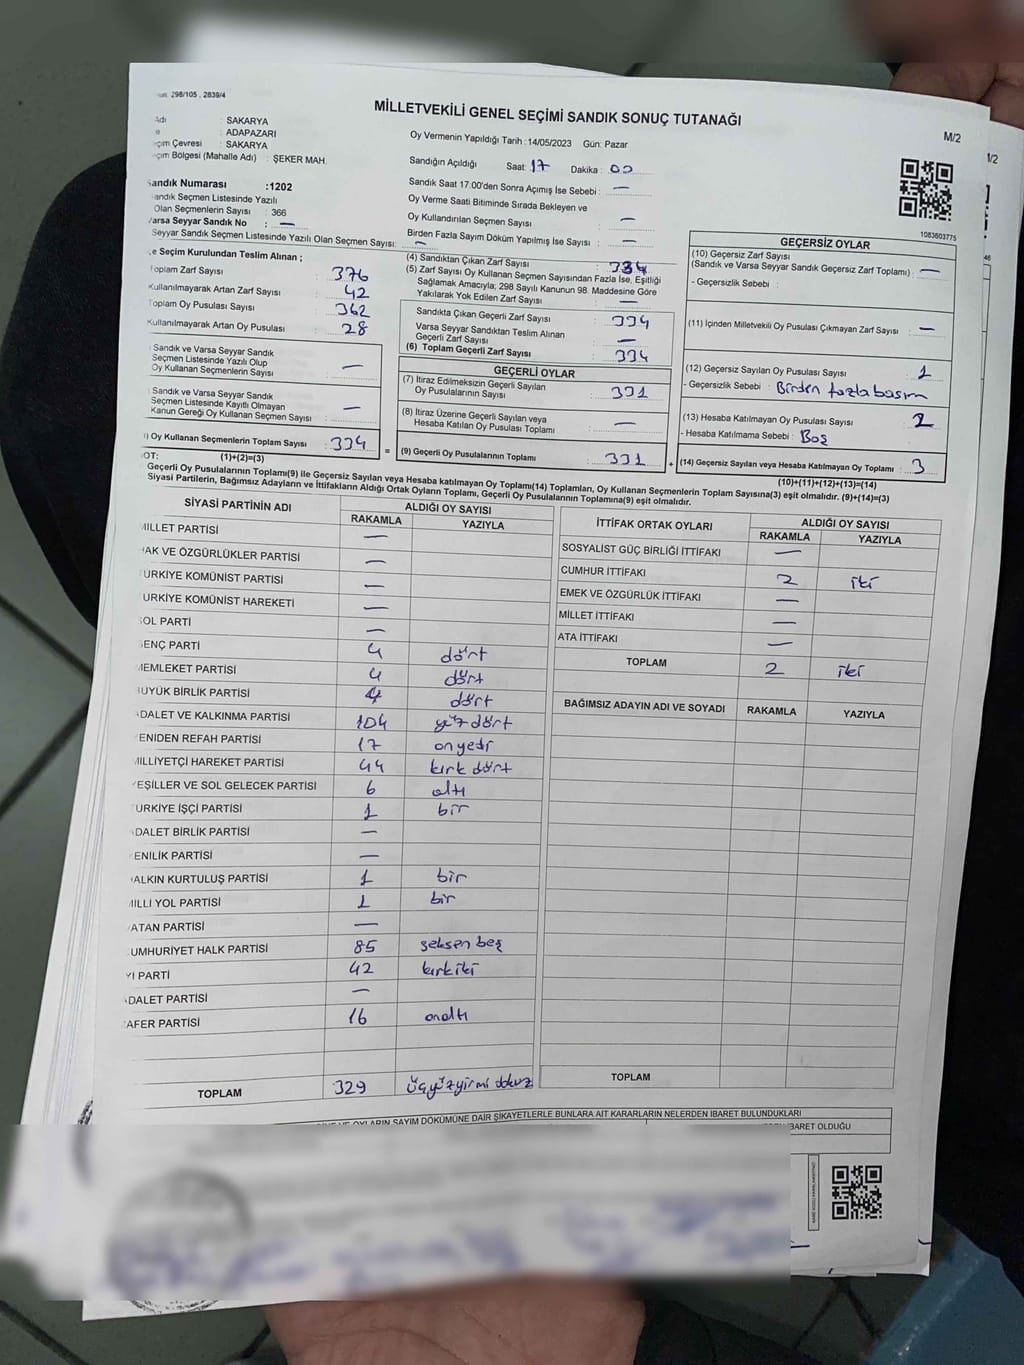 298/105 , 2839/4
MİLLETVEKİLİ GENEL SEÇİMİ SANDIK SONUÇ TUTANAĞI
M/2
: SAKARYA
: ADAPAZARI
: SAKARYA
Bölgesi (Mahalle Adı) : ŞEKER MAH.
Oy Vermenin Yapıldığı Tarih :14/05/2023 Gün: Pazar
Sandığın Açıldığı Saat: 17 Dakika : 00
Sandık Saat 17:00'den Sonra Açımış İse Sebebi : —
Oy Verme Saati Bitiminde Sırada Bekleyen ve
Oy Kullandırılan Seçmen Sayısı : —
Birden Fazla Sayım Döküm Yapılmış İse Sayısı : —
1083603775
Sandık Numarası :1202
Sandık Seçmen Listesinde Yazılı
Olan Seçmenlerin Sayısı : 366
Varsa Seyyar Sandık No : —
Seyyar Sandık Seçmen Listesinde Yazılı Olan Seçmen Sayısı: —
Seçim Kurulundan Teslim Alınan ;
Toplam Zarf Sayısı : 376
Kullanılmayarak Artan Zarf Sayısı : 42
Toplam Oy Pusulası Sayısı : 362
Kullanılmayarak Artan Oy Pusulası : 28
Sandık ve Varsa Seyyar Sandık
Seçmen Listesinde Yazılı Olup
Oy Kullanan Seçmenlerin Sayısı : —
Sandık ve Varsa Seyyar Sandık
Seçmen Listesinde Kayıtlı Olmayan
Kanun Gereği Oy Kullanan Seçmen Sayısı : —
Oy Kullanan Seçmenlerin Toplam Sayısı : 334
(1)+(2)=(3)
(4) Sandıktan Çıkan Zarf Sayısı : 334
(5) Zarf Sayısı Oy Kullanan Seçmen Sayısından Fazla İse, Eşitliği
Sağlamak Amacıyla; 298 Sayılı Kanunun 98. Maddesine Göre
Yakılarak Yok Edilen Zarf Sayısı : —
Sandıkta Çıkan Geçerli Zarf Sayısı : 334
Varsa Seyyar Sandıktan Teslim Alınan
Geçerli Zarf Sayısı : —
(6) Toplam Geçerli Zarf Sayısı : 334
GEÇERLİ OYLAR
(7) İtiraz Edilmeksizin Geçerli Sayılan
Oy Pusulalarının Sayısı : 331
(8) İtiraz Üzerine Geçerli Sayılan veya
Hesaba Katılan Oy Pusulası Toplamı : —
= (9) Geçerli Oy Pusulalarının Toplamı : 331 +
GEÇERSİZ OYLAR
(10) Geçersiz Zarf Sayısı
(Sandık ve Varsa Seyyar Sandık Geçersiz Zarf Toplamı) : —
- Geçersizlik Sebebi :
(11) İçinden Milletvekili Oy Pusulası Çıkmayan Zarf Sayısı : —
(12) Geçersiz Sayılan Oy Pusulası Sayısı : 1
- Geçersizlik Sebebi : Birden fazla basım
(13) Hesaba Katılmayan Oy Pusulası Sayısı : 2
- Hesaba Katılmama Sebebi : Boş
(14) Geçersiz Sayılan veya Hesaba Katılmayan Oy Toplamı : 3
(10)+(11)+(12)+(13)=(14)
Geçerli Oy Pusulalarının Toplamı(9) ile Geçersiz Sayılan veya Hesaba katılmayan Oy Toplamı(14) Toplamları, Oy Kullanan Seçmenlerin Toplam Sayısına(3) eşit olmalıdır. (9)+(14)=(3)
Siyasi Partilerin, Bağımsız Adayların ve İttifakların Aldığı Ortak Oyların Toplamı, Geçerli Oy Pusulalarının Toplamına(9) eşit olmalıdır.
SİYASİ PARTİNİN ADI ALDIĞI OY SAYISI
RAKAMLA YAZIYLA
MİLLET PARTİSİ —
HAK VE ÖZGÜRLÜKLER PARTİSİ —
TÜRKİYE KOMÜNİST PARTİSİ —
TÜRKİYE KOMÜNİST HAREKETİ —
SOL PARTİ —
GENÇ PARTİ 4 dört
MEMLEKET PARTİSİ 4 dört
BÜYÜK BİRLİK PARTİSİ 4 dört
ADALET VE KALKINMA PARTİSİ 104 yüz dört
YENİDEN REFAH PARTİSİ 17 onyedi
MİLLİYETÇİ HAREKET PARTİSİ 44 kırk dört
YEŞİLLER VE SOL GELECEK PARTİSİ 6 altı
TÜRKİYE İŞÇİ PARTİSİ 1 bir
ADALET BİRLİK PARTİSİ —
YENİLİK PARTİSİ —
HALKIN KURTULUŞ PARTİSİ 1 bir
MİLLİ YOL PARTİSİ 1 bir
VATAN PARTİSİ —
CUMHURİYET HALK PARTİSİ 85 seksen beş
İYİ PARTİ 42 kırk iki
ADALET PARTİSİ —
ZAFER PARTİSİ 16 onaltı
TOPLAM 329 üçyüzyirmi dokuz
İTTİFAK ORTAK OYLARI ALDIĞI OY SAYISI
RAKAMLA YAZIYLA
SOSYALİST GÜÇ BİRLİĞİ İTTİFAKI —
CUMHUR İTTİFAKI 2 iki
EMEK VE ÖZGÜRLÜK İTTİFAKI —
MİLLET İTTİFAKI —
ATA İTTİFAKI —
TOPLAM 2 iki
BAĞIMSIZ ADAYIN ADI VE SOYADI RAKAMLA YAZIYLA
TOPLAM
OYLARIN SAYIM DÖKÜMÜNE DAİR ŞİKAYETLERLE BUNLARA AİT KARARLARIN NELERDEN İBARET BULUNDUKLARI
İBARET OLDUĞU